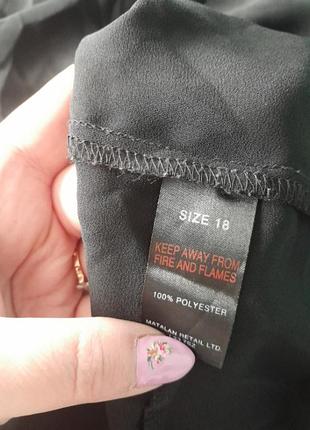 SIZE 18
KEEP AWAY FROM
FIRE AND FLAMES
100% POLYESTER
MATALAN RETAIL LTD.